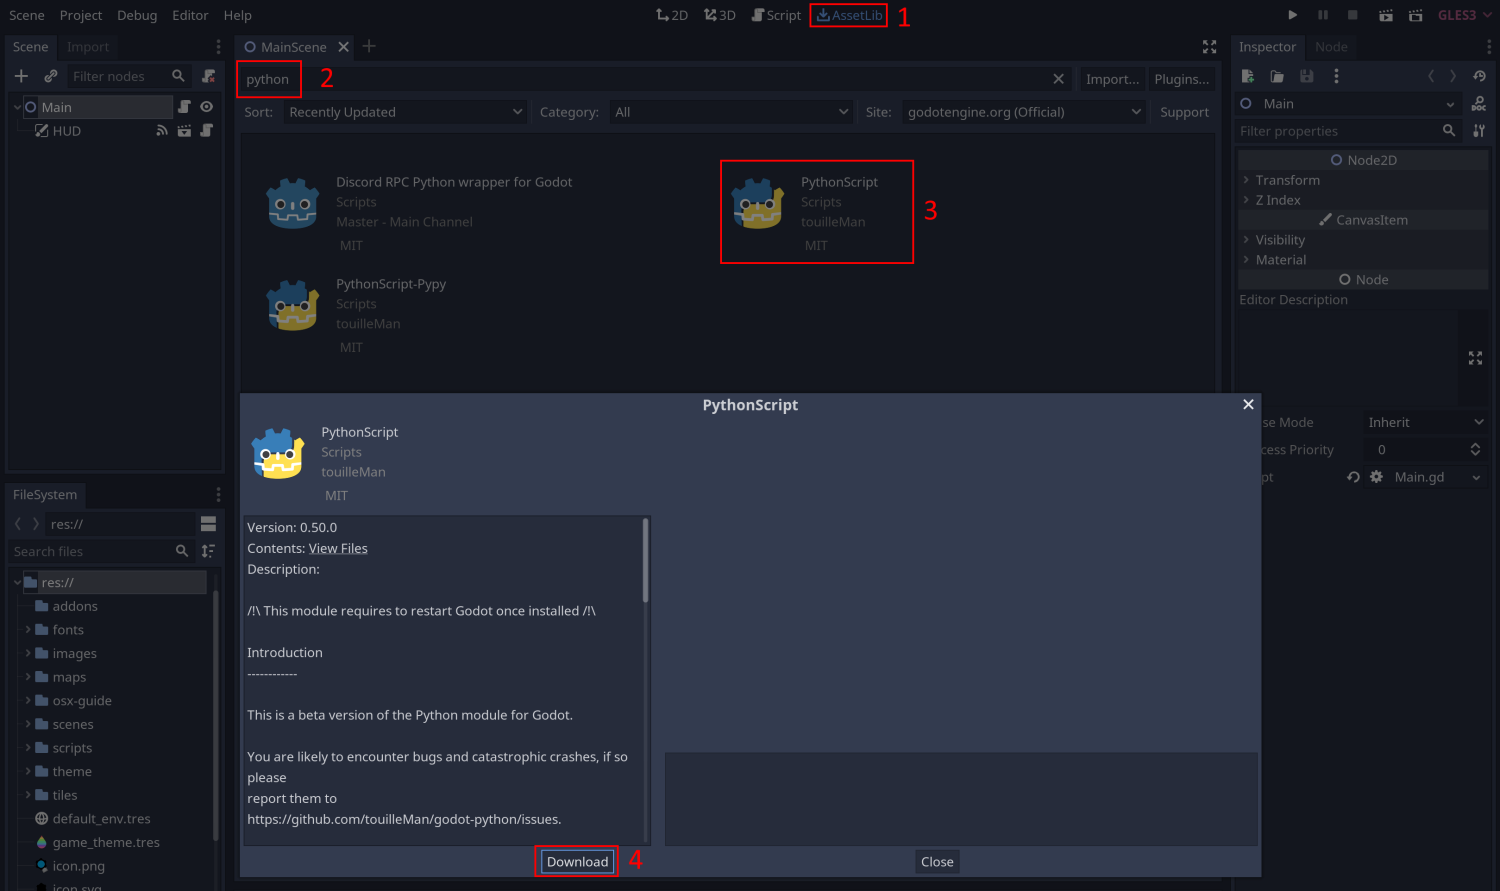 Scene Project Debug Editor Help 2D 3D Script AssetLib 1 GLES3
Scene Import
MainScene
Inspector Node
Filter nodes
python 2 Import... Plugins...
Main
HUD
Sort: Recently Updated Category: All Site: godotengine.org (Official) Support
Main
DOC
Filter properties
Node2D
Transform
Z Index
CanvasItem
Visibility
Material
Node
Editor Description
Discord RPC Python wrapper for Godot
Scripts
Master - Main Channel
MIT
PythonScript
Scripts
touilleMan
MIT
3
PythonScript-Pypy
Scripts
touilleMan
MIT
PythonScript
PythonScript
Scripts
touilleMan
MIT
Version: 0.50.0
Contents: View Files
Description:
/!\ This module requires to restart Godot once installed /!\
Introduction
------------
This is a beta version of the Python module for Godot.
You are likely to encounter bugs and catastrophic crashes, if so
please
report them to
https://github.com/touilleMan/godot-python/issues.
Download 4 Close
se Mode Inherit
cess Priority 0
pt Main.gd
FileSystem
res://
Search files
res://
addons
fonts
images
maps
osx-guide
scenes
scripts
theme
tiles
default_env.tres
game_theme.tres
icon.png
icon.svg